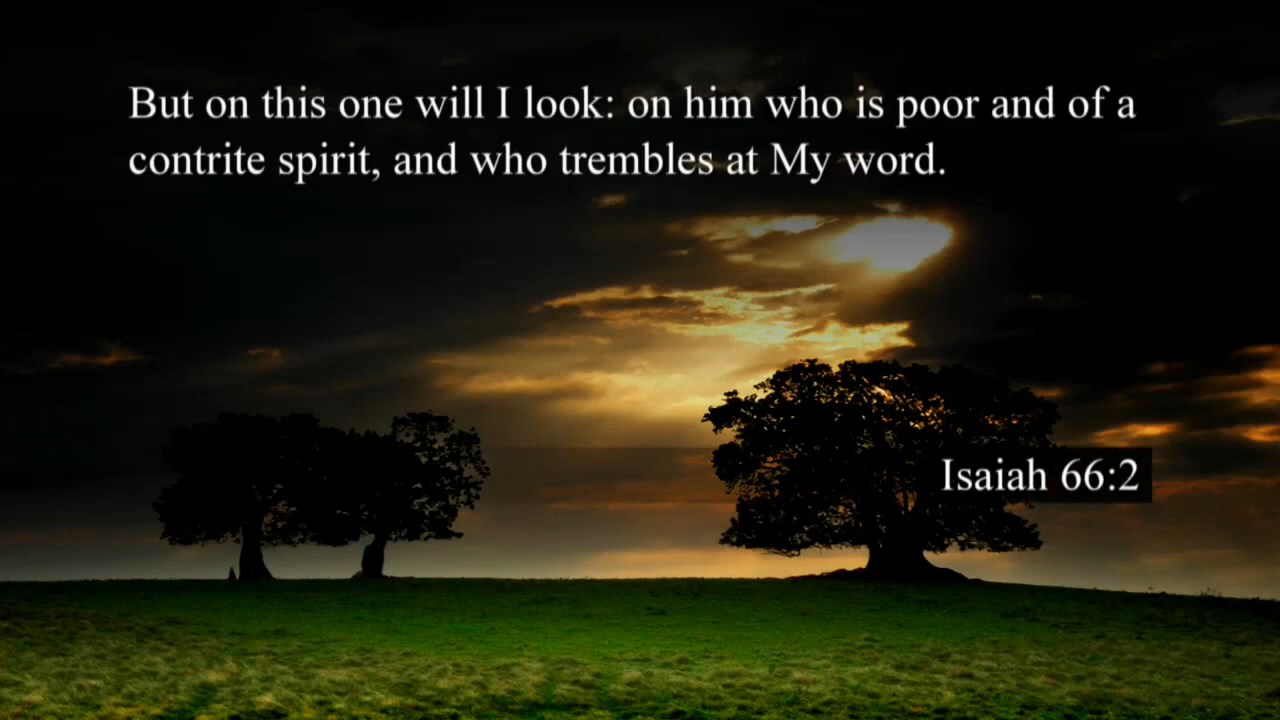 But on this one will I look: on him who is poor and of a
contrite spirit, and who trembles at My word.
Isaiah 66:2